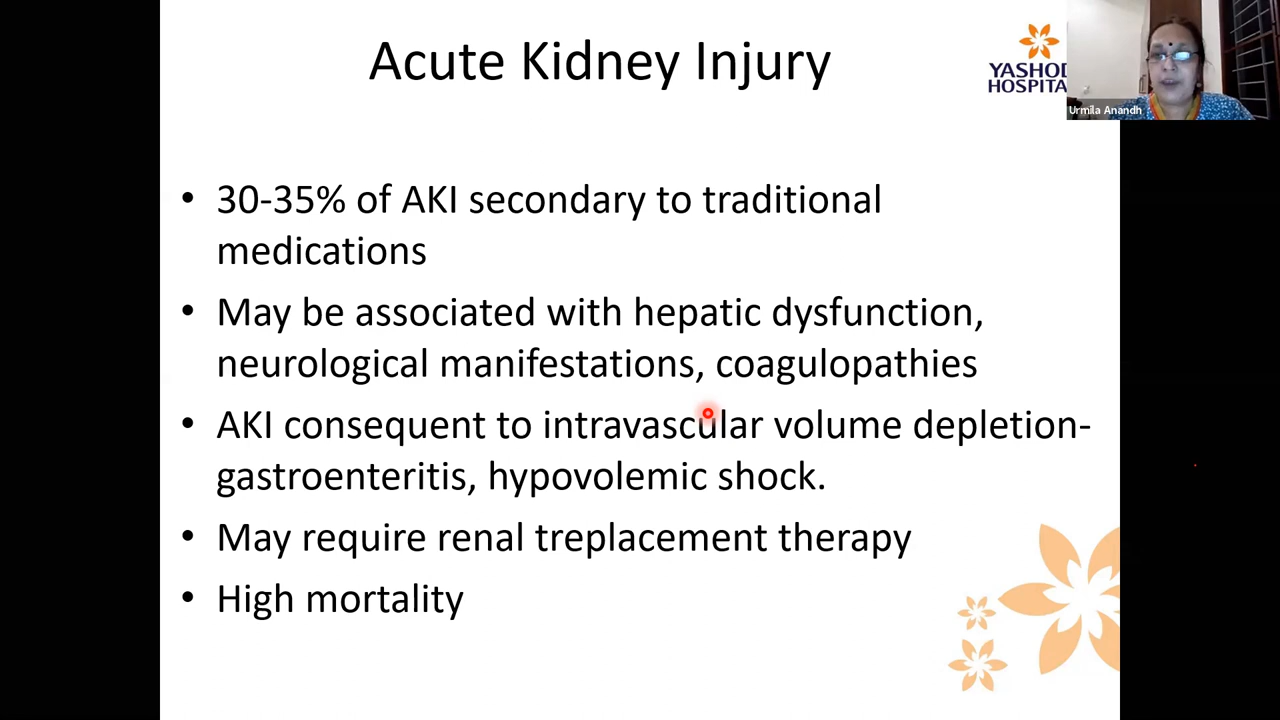 Acute Kidney Injury
YASHOD
HOSPITA
Urmila Anandh
• 30-35% of AKI secondary to traditional
medications
• May be associated with hepatic dysfunction,
neurological manifestations, coagulopathies
• AKI consequent to intravascular volume depletion-
gastroenteritis, hypovolemic shock.
• May require renal treplacement therapy
• High mortality